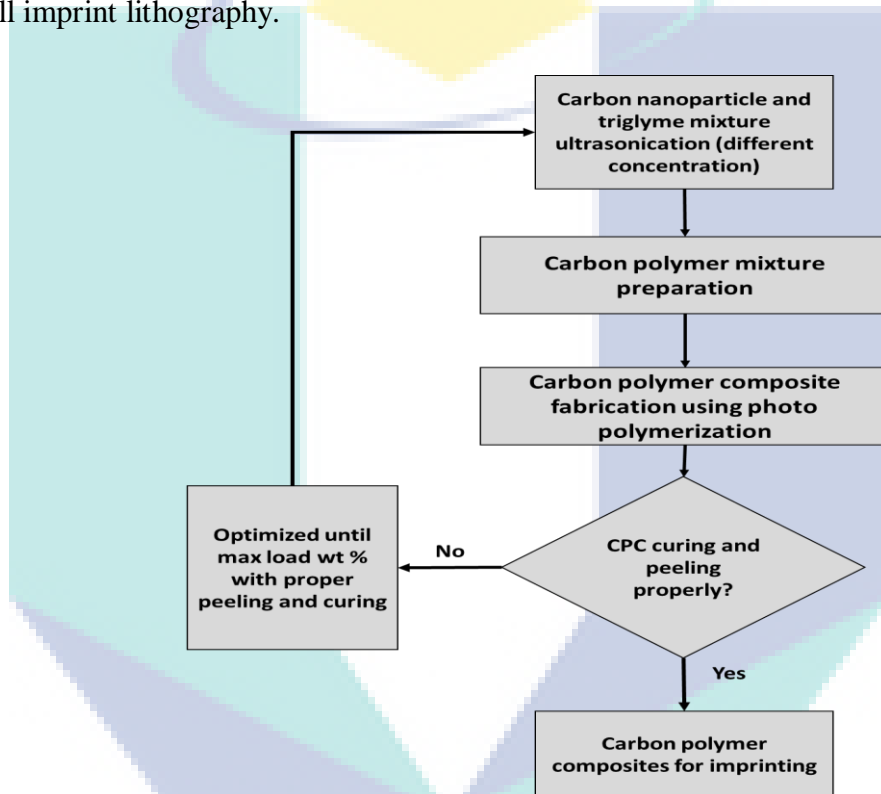 ll imprint lithography.
Carbon nanoparticle and
triglyme mixture
ultrasonication (different
concentration)
Carbon polymer mixture
preparation
Carbon polymer composite
fabrication using photo
polymerization
Optimized until
max load wt %
with proper
peeling and curing
No
CPC curing and
peeling
properly?
Yes
Carbon polymer
composites for imprinting